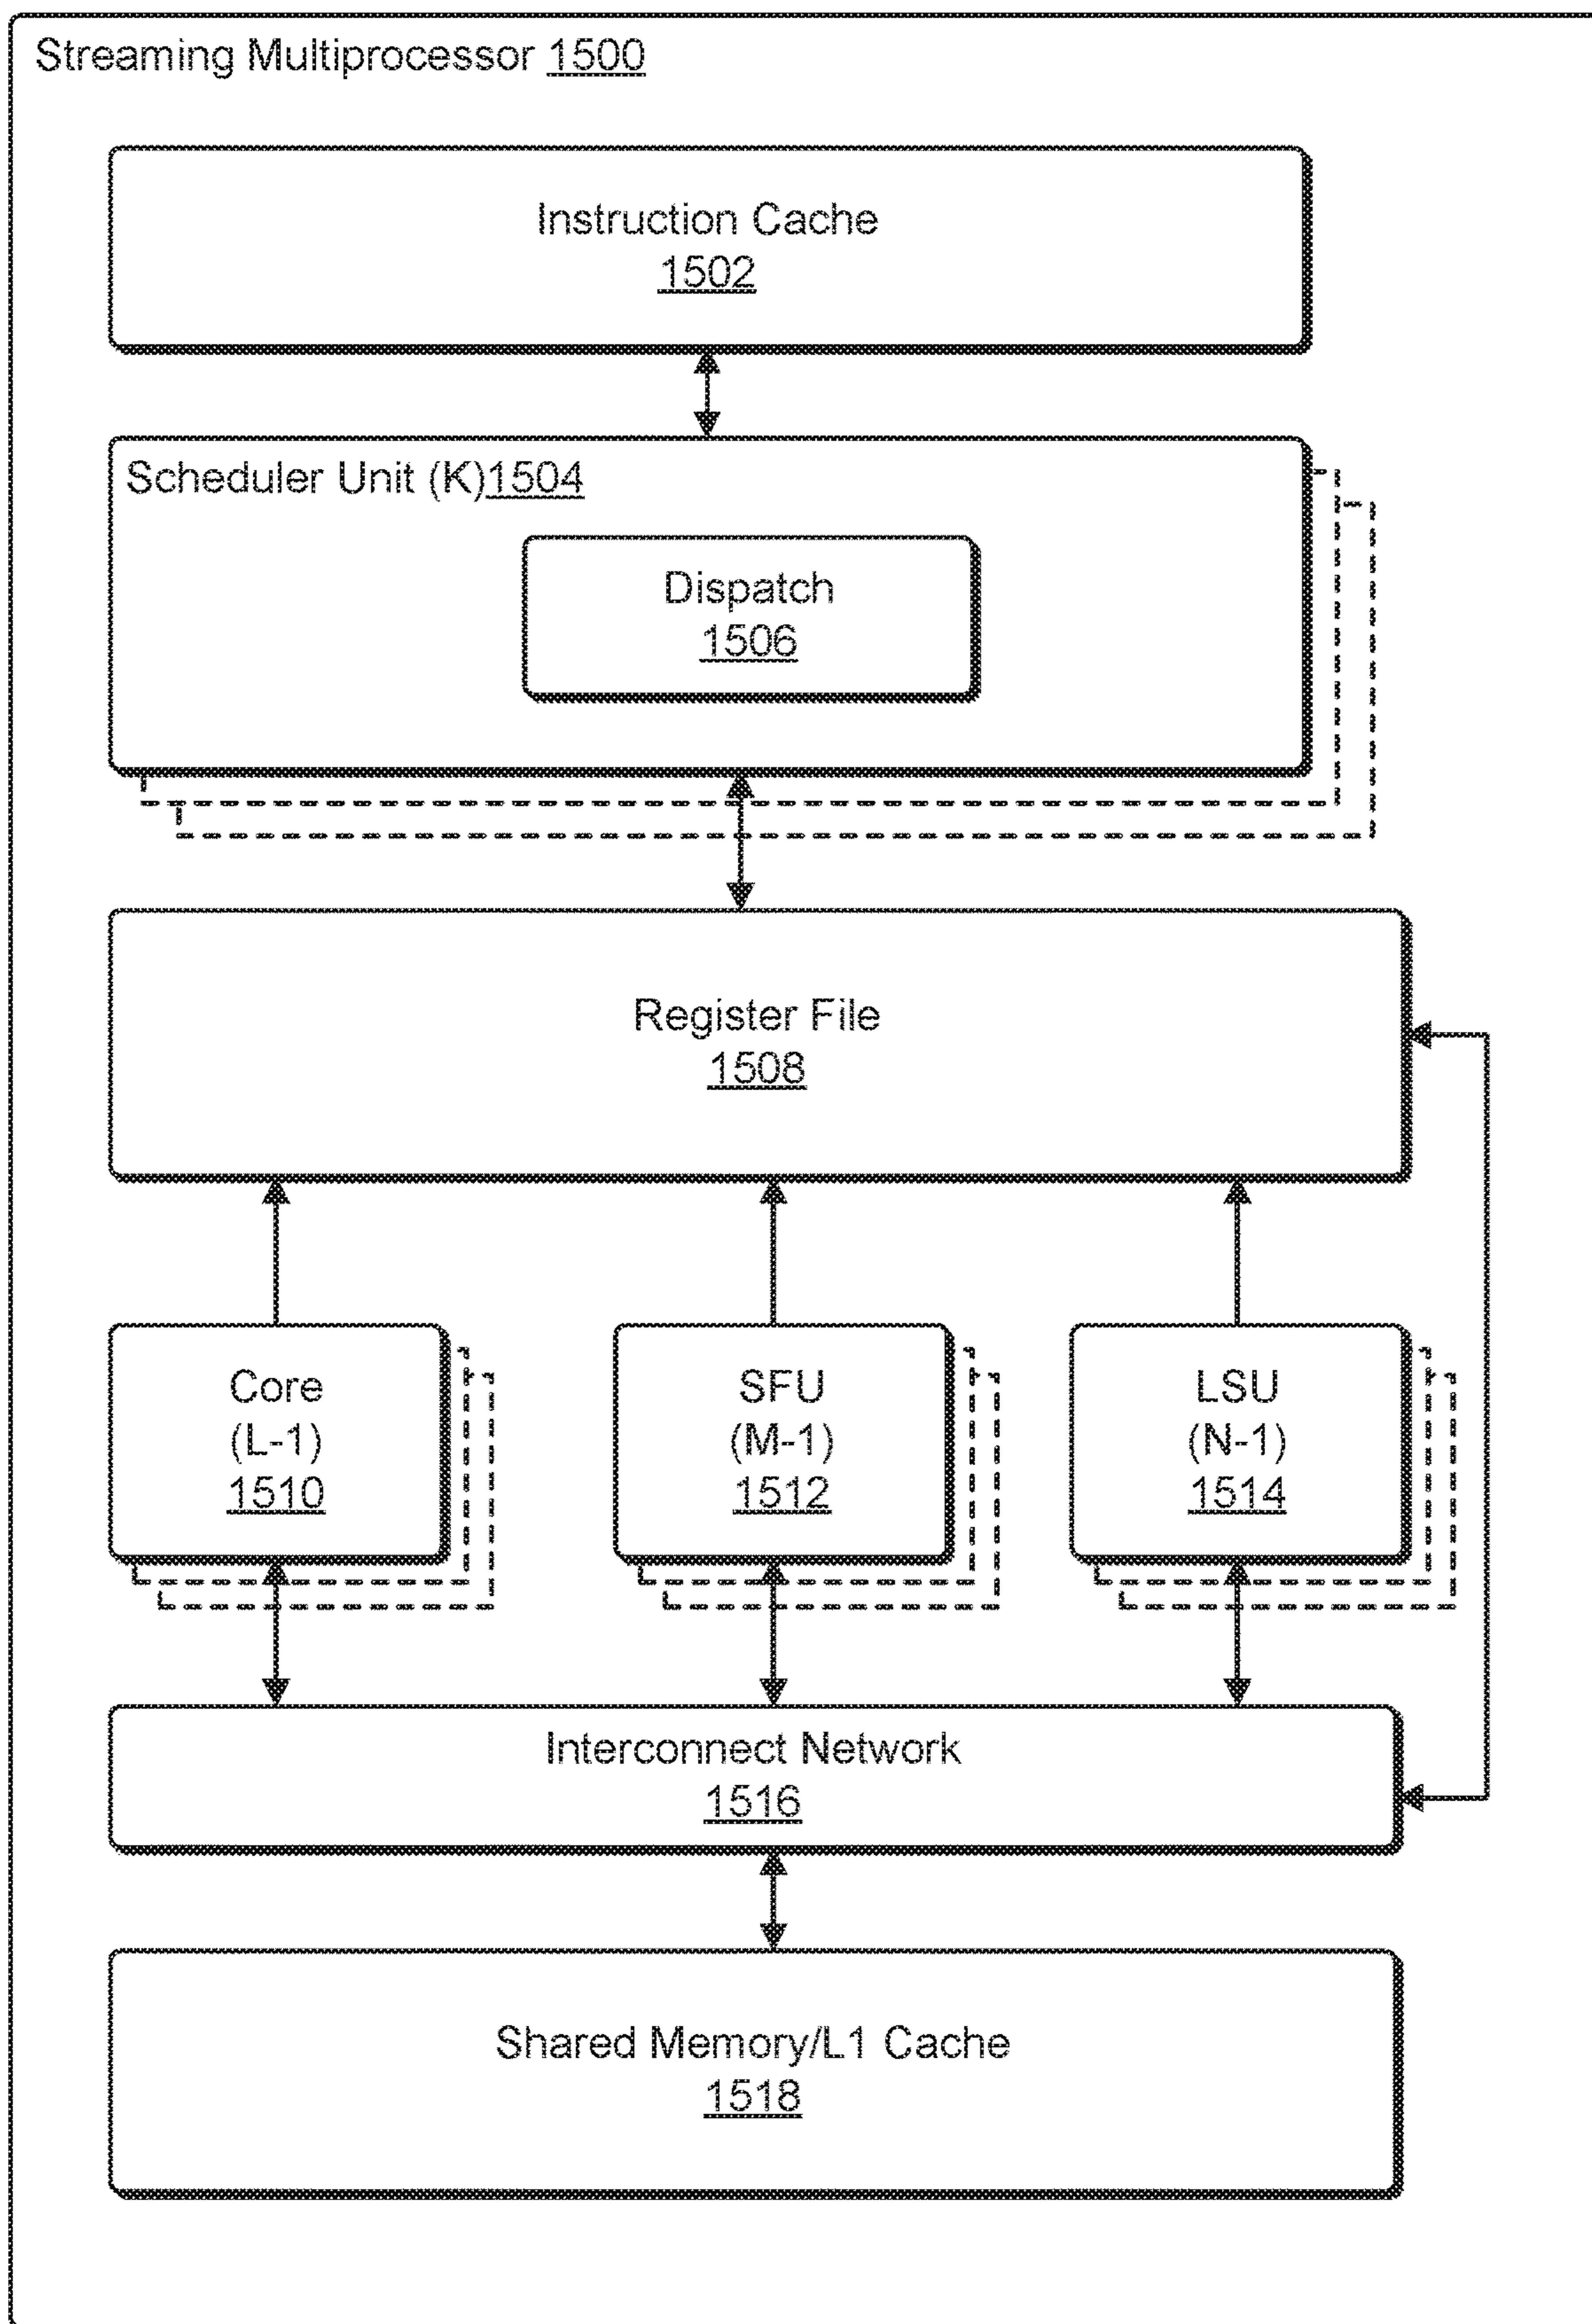 Streaming Multiprocessor 1500
Instruction Cache
1502
Scheduler Unit (K)1504
Dispatch
1506
Register File
1508
Core
(L-1)
1510
SFU
(M-1)
1512
LSU
(N-1)
1514
Interconnect Network
1516
Shared Memory/L1 Cache
1518